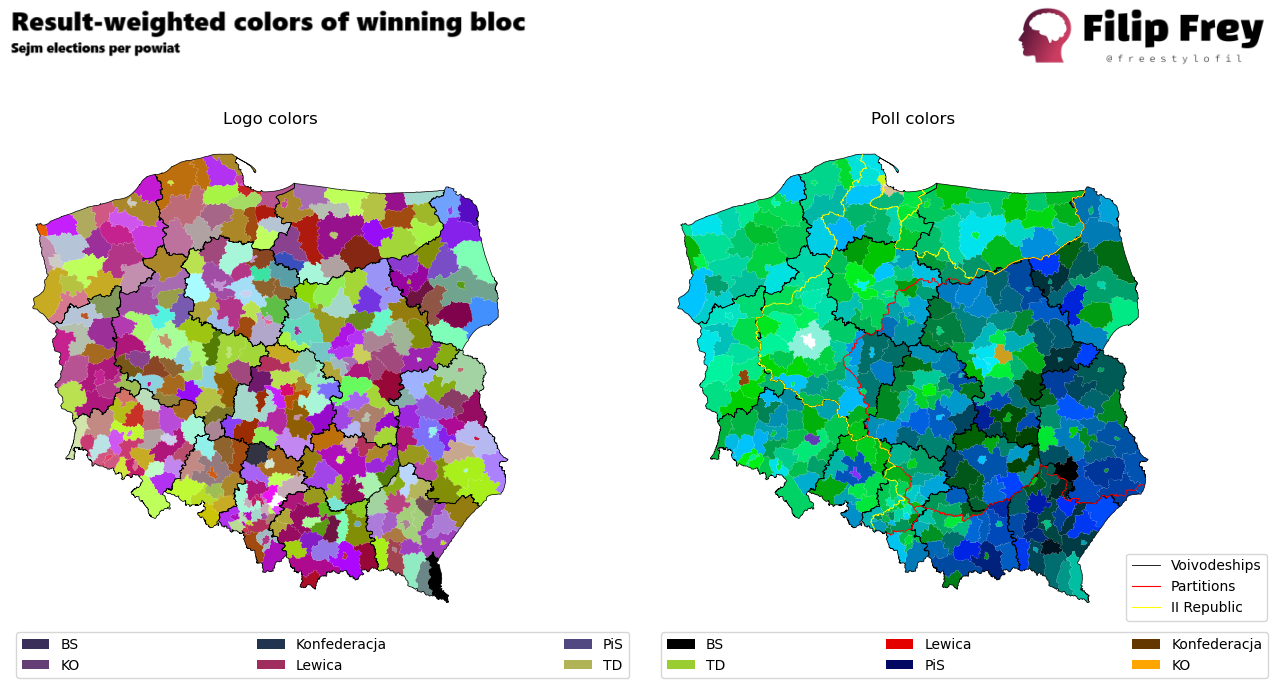 Result-weighted colors of winning bloc
Sejm elections per powiat
Filip Frey
@freestylofil
Logo colors
Poll colors
Voivodeships
Partitions
II Republic
BS
Konfederacja
PiS
KO
Lewica
TD
BS
Lewica
Konfederacja
TD
PiS
KO